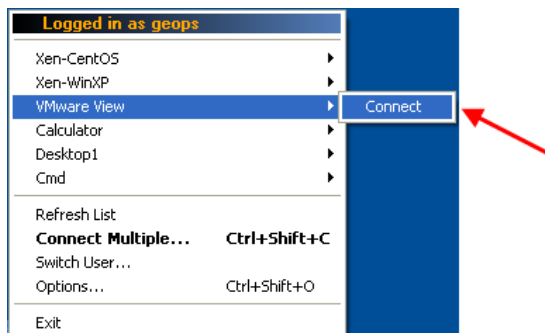 Logged in as geops
Xen-CentOS
Xen-WinXP
VMware View
Connect
Calculator
Desktop1
Cmd
Refresh List
Connect Multiple... Ctrl+Shift+C
Switch User...
Options... Ctrl+Shift+O
Exit